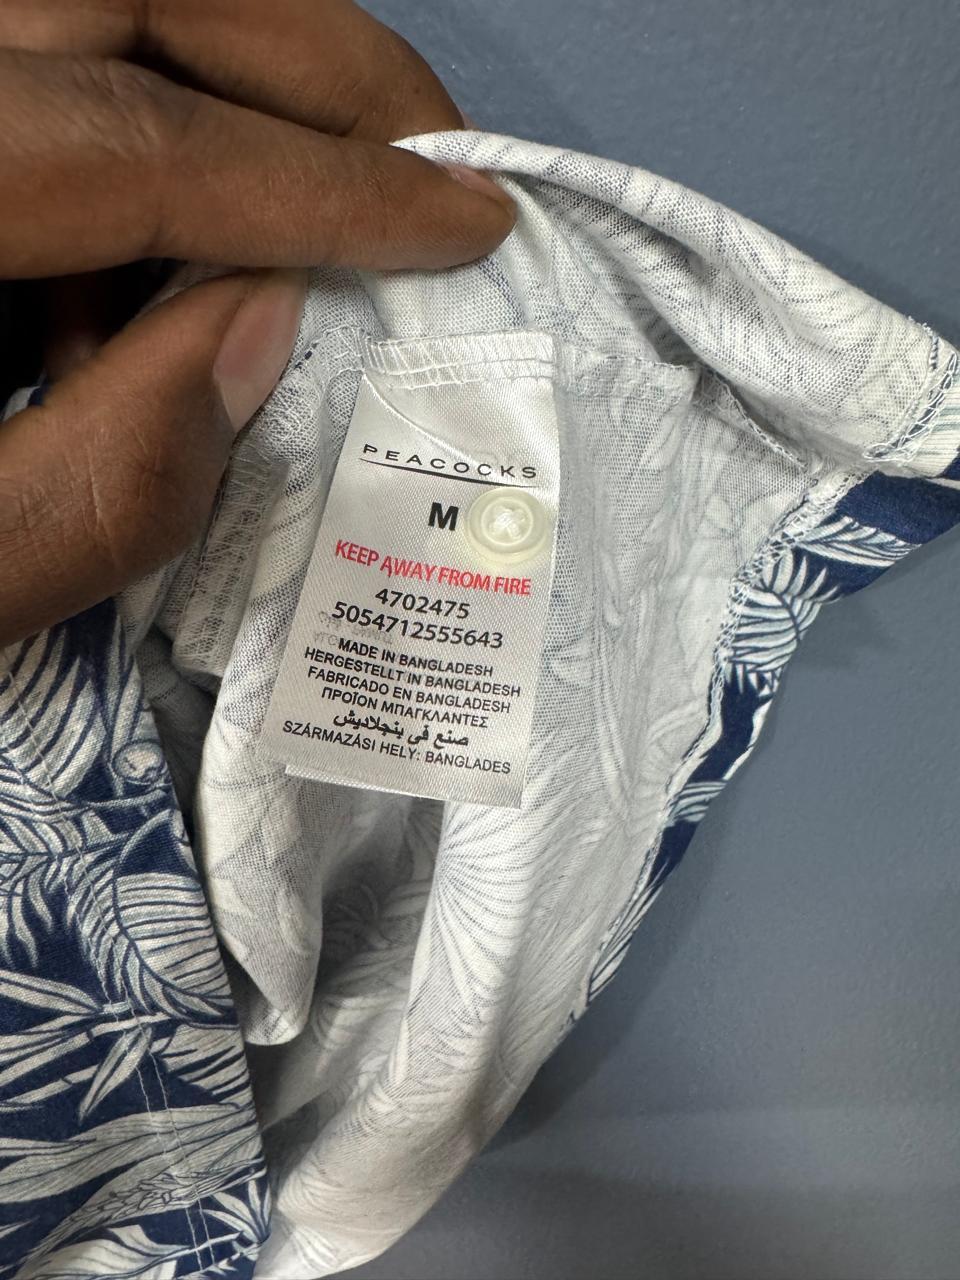 PEACOCKS
M
KEEP AWAY FROM FIRE
4702475
5054712555643
MADE IN BANGLADESH
HERGESTELLT IN BANGLADESH
FABRICADO EN BANGLADESH
ΠΡΟΪΟΝ ΜΠΑΓΚΛΑΝΤΕΣ
صنع في بنجلاديش
SZÁRMAZÁSI HELY: BANGLADES